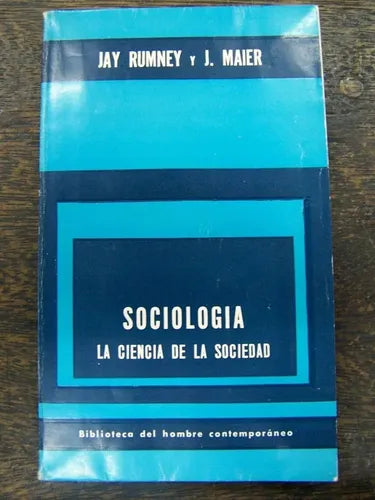 JAY RUMNEY Y J. MAIER
SOCIOLOGIA
LA CIENCIA DE LA SOCIEDAD
Biblioteca del hombre contemporáneo